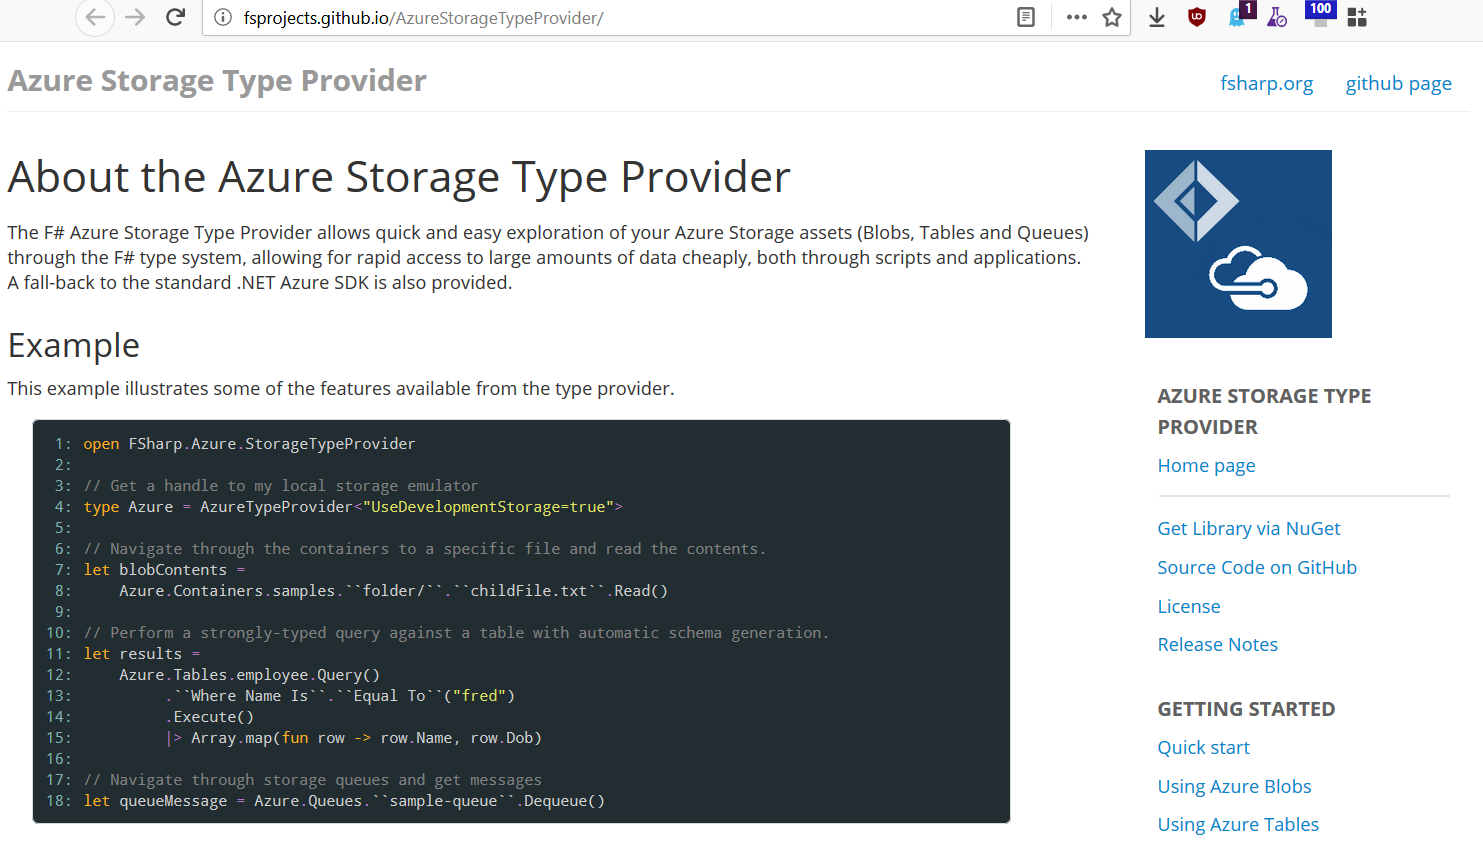 fsprojects.github.io/AzureStorageTypeProvider/
1
100
Azure Storage Type Provider
fsharp.org
github page
About the Azure Storage Type Provider
The F# Azure Storage Type Provider allows quick and easy exploration of your Azure Storage assets (Blobs, Tables and Queues)
through the F# type system, allowing for rapid access to large amounts of data cheaply, both through scripts and applications.
A fall-back to the standard .NET Azure SDK is also provided.
Example
This example illustrates some of the features available from the type provider.
1: open FSharp.Azure.StorageTypeProvider
2:
3: // Get a handle to my local storage emulator
4: type Azure = AzureTypeProvider<"UseDevelopmentStorage=true">
5:
6: // Navigate through the containers to a specific file and read the contents.
7: let blobContents =
8:     Azure.Containers.samples.``folder/``.``childFile.txt``.Read()
9:
10: // Perform a strongly-typed query against a table with automatic schema generation.
11: let results =
12:     Azure.Tables.employee.Query()
13:          .``Where Name Is``.``Equal To``("fred")
14:          .Execute()
15:          |> Array.map(fun row -> row.Name, row.Dob)
16:
17: // Navigate through storage queues and get messages
18: let queueMessage = Azure.Queues.``sample-queue``.Dequeue()
AZURE STORAGE TYPE
PROVIDER
Home page
Get Library via NuGet
Source Code on GitHub
License
Release Notes
GETTING STARTED
Quick start
Using Azure Blobs
Using Azure Tables